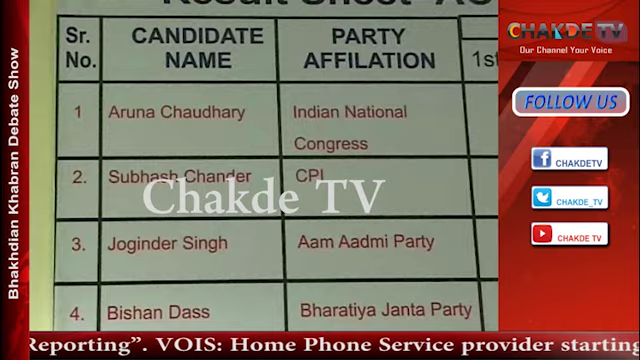 Result Sheet
Sr. No.
CANDIDATE NAME
PARTY AFFILATION
1st
1
Aruna Chaudhary
Indian National
Congress
2.
Subhash Chander
CPI
3.
Joginder Singh
Aam Aadmi Party
4.
Bishan Dass
Bharatiya Janta Party
Chakde TV
Bhakhdian Khabran Debate Show
CHAKDE TV
Our Channel Your Voice
FOLLOW US
CHAKDETV
CHAKDE_TV
CHAKDE TV
Reporting”. VOIS: Home Phone Service provider starting